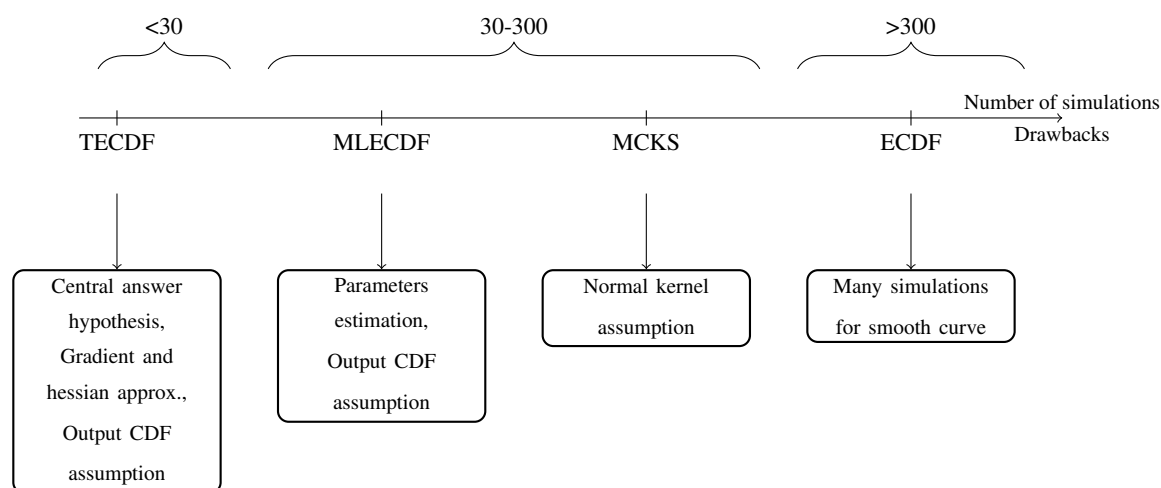 <30
30-300
>300
Number of simulations
Drawbacks
TECDF
MLECDF
MCKS
ECDF
Central answer
hypothesis,
Gradient and
hessian approx.,
Output CDF
assumption
Parameters
estimation,
Output CDF
assumption
Normal kernel
assumption
Many simulations
for smooth curve